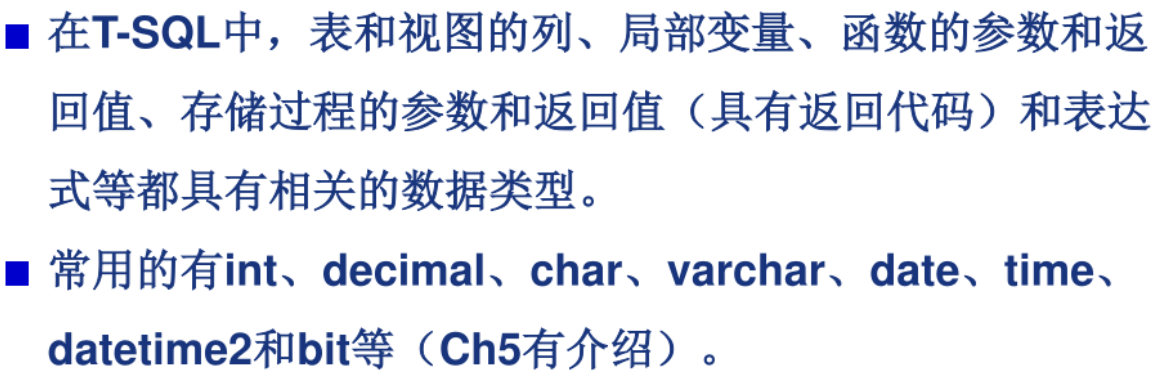 ■ 在T-SQL中，表和视图的列、局部变量、函数的参数和返
回值、存储过程的参数和返回值（具有返回代码）和表达
式等都具有相关的数据类型。
■ 常用的有int、decimal、char、varchar、date、time、
datetime2和bit等（Ch5有介绍）。